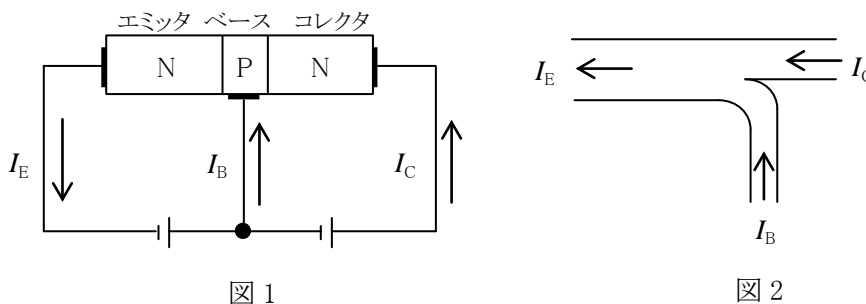 エミッタ ベース コレクタ
N P N
I_E I_B I_C
図 1
I_E I_C
I_B
図 2